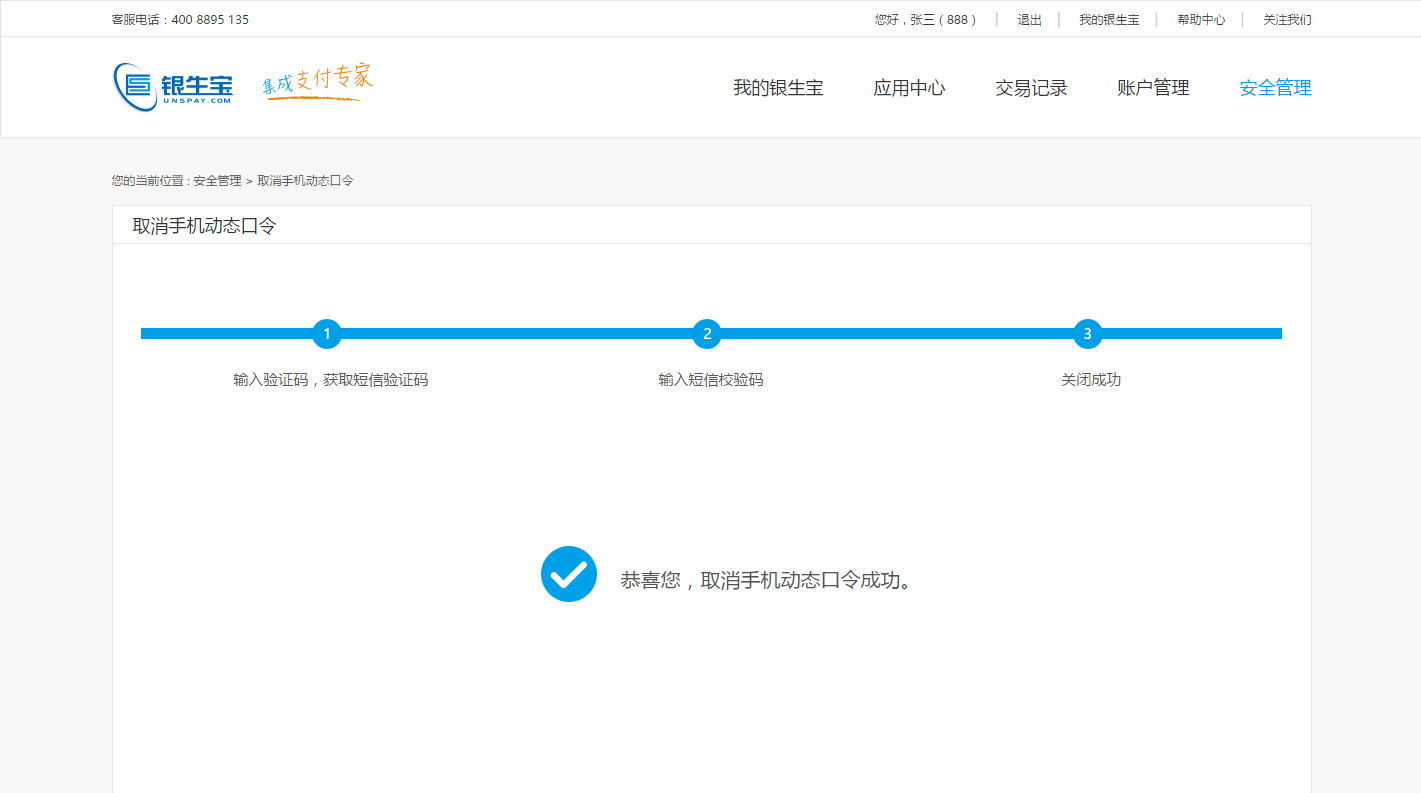 客服电话：400 8895 135
您好，张三（888） | 退出 | 我的银生宝 | 帮助中心 | 关注我们
银生宝
UNSPAY.COM
集成支付专家
我的银生宝 应用中心 交易记录 账户管理 安全管理
您的当前位置：安全管理 > 取消手机动态口令
取消手机动态口令
1 2 3
输入验证码，获取短信验证码 输入短信校验码 关闭成功
恭喜您，取消手机动态口令成功。